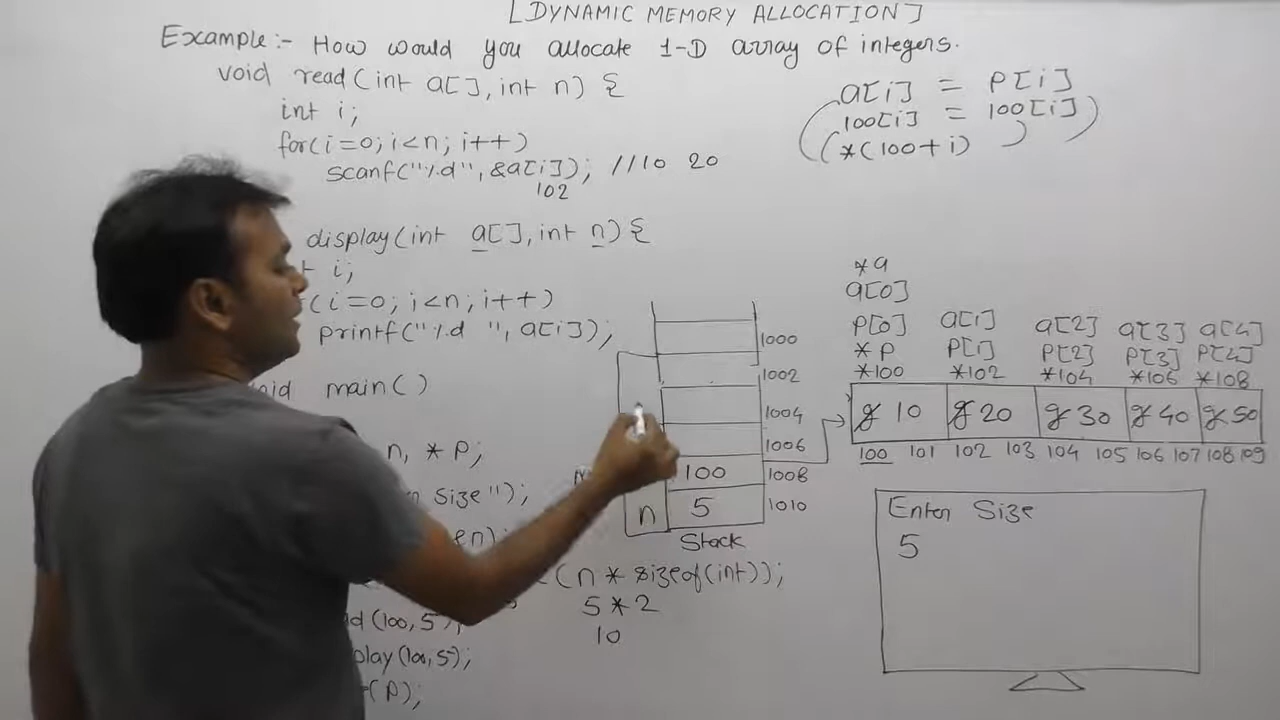 [DYNAMIC MEMORY ALLOCATION]
Example:- How would you allocate 1-D array of integers.
void read(int a[], int n) {
int i;
for(i=0; i<n; i++)
scanf("%d", &a[i]); //10 20
102
a[i] = P[i]
100[i] = 100[i]
(*(100+i) )
display(int a[], int n) {
i;
(i=0; i<n; i++)
printf("%d ", a[i]);
main()
n, *P;
size");
n);
(n * sizeof(int));
5*2
10
(100, 5);
play(100, 5);
(P);
1000
1002
1004
1006
100 1008
n 5 1010
Stack
*a
a[0] a[1] a[2] a[3] a[4]
P[0] P[1] P[2] P[3] P[4]
*P
*100 *102 *104 *106 *108
10 20 30 40 50
100 101 102 103 104 105 106 107 108 109
Enter Size
5